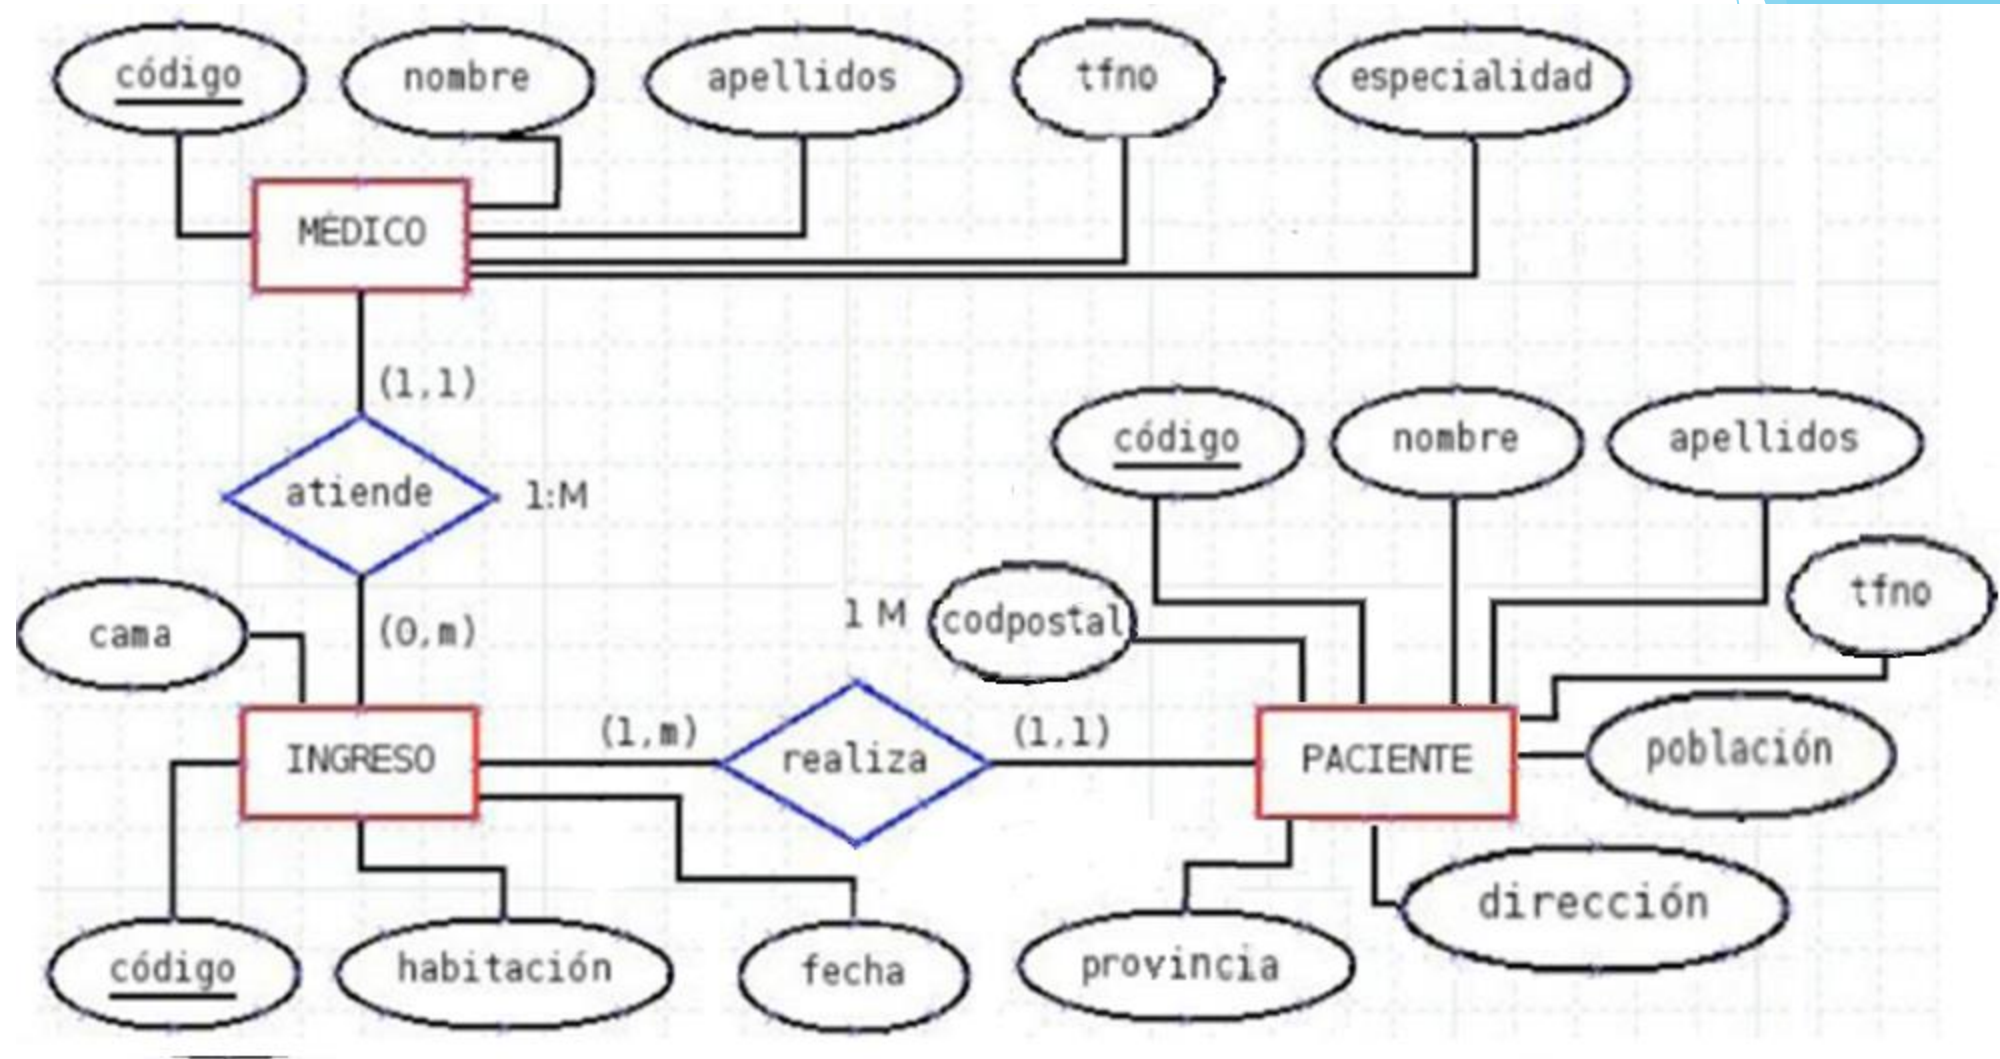 código
nombre
apellidos
tfno
especialidad
MÉDICO
(1,1)
atiende
1:M
(0,m)
código
nombre
apellidos
tfno
codpostal
1 M
cama
INGRESO
(1,m)
realiza
(1,1)
PACIENTE
población
dirección
código
habitación
fecha
provincia